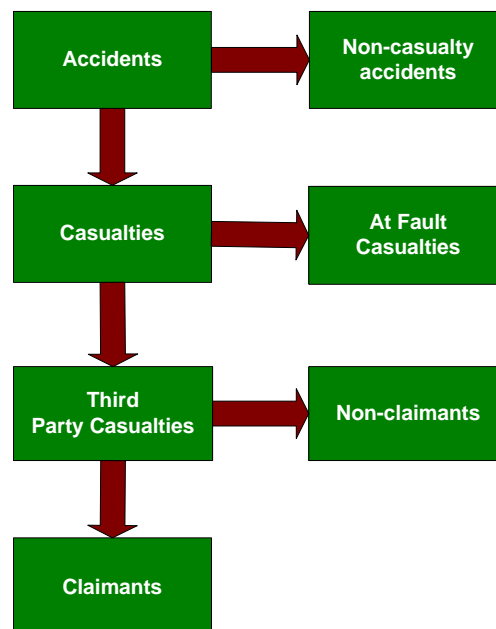 Accidents
Non-casualty
accidents
Casualties
At Fault
Casualties
Third
Party Casualties
Non-claimants
Claimants